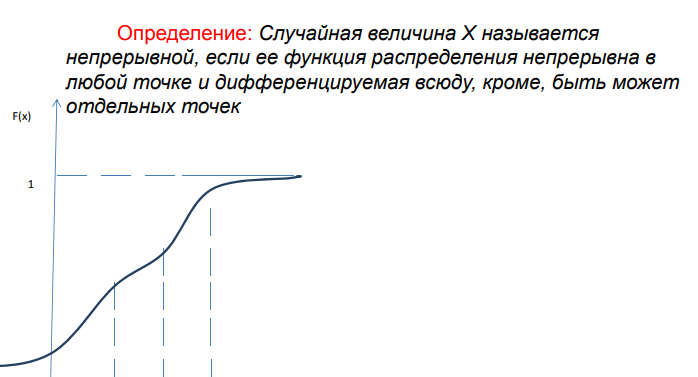 Определение: Случайная величина X называется
непрерывной, если ее функция распределения непрерывна в
любой точке и дифференцируемая всюду, кроме, быть может
отдельных точек
F(x)
1